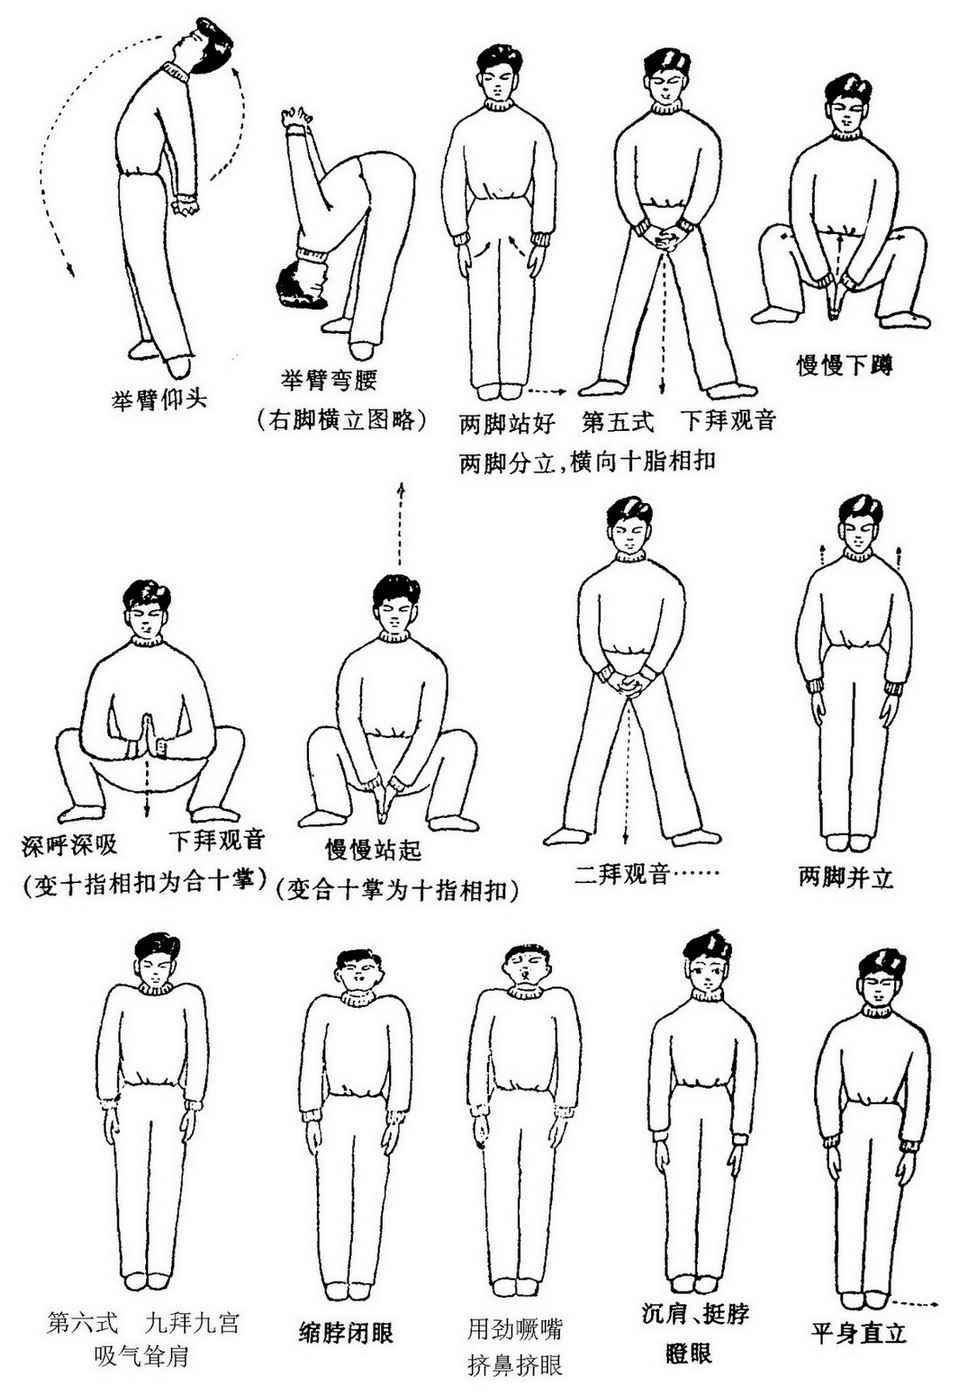 举臂仰头
举臂弯腰
(右脚横立图略)
两脚站好
第五式 下拜观音
两脚分立,横向十脂相扣
慢慢下蹲
深呼深吸 下拜观音
(变十指相扣为合十掌)
慢慢站起
(变合十掌为十指相扣)
二拜观音……
两脚并立
第六式 九拜九宫
吸气耸肩
缩脖闭眼
用劲噘嘴
挤鼻挤眼
沉肩、挺脖
瞪眼
平身直立